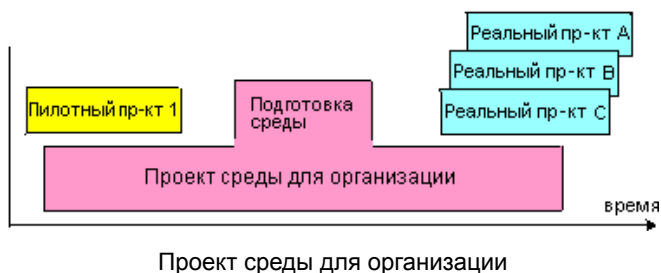 Реальный пр-кт A
Реальный пр-кт B
Реальный пр-кт C
Пилотный пр-кт 1
Подготовка
среды
Проект среды для организации
время
Проект среды для организации